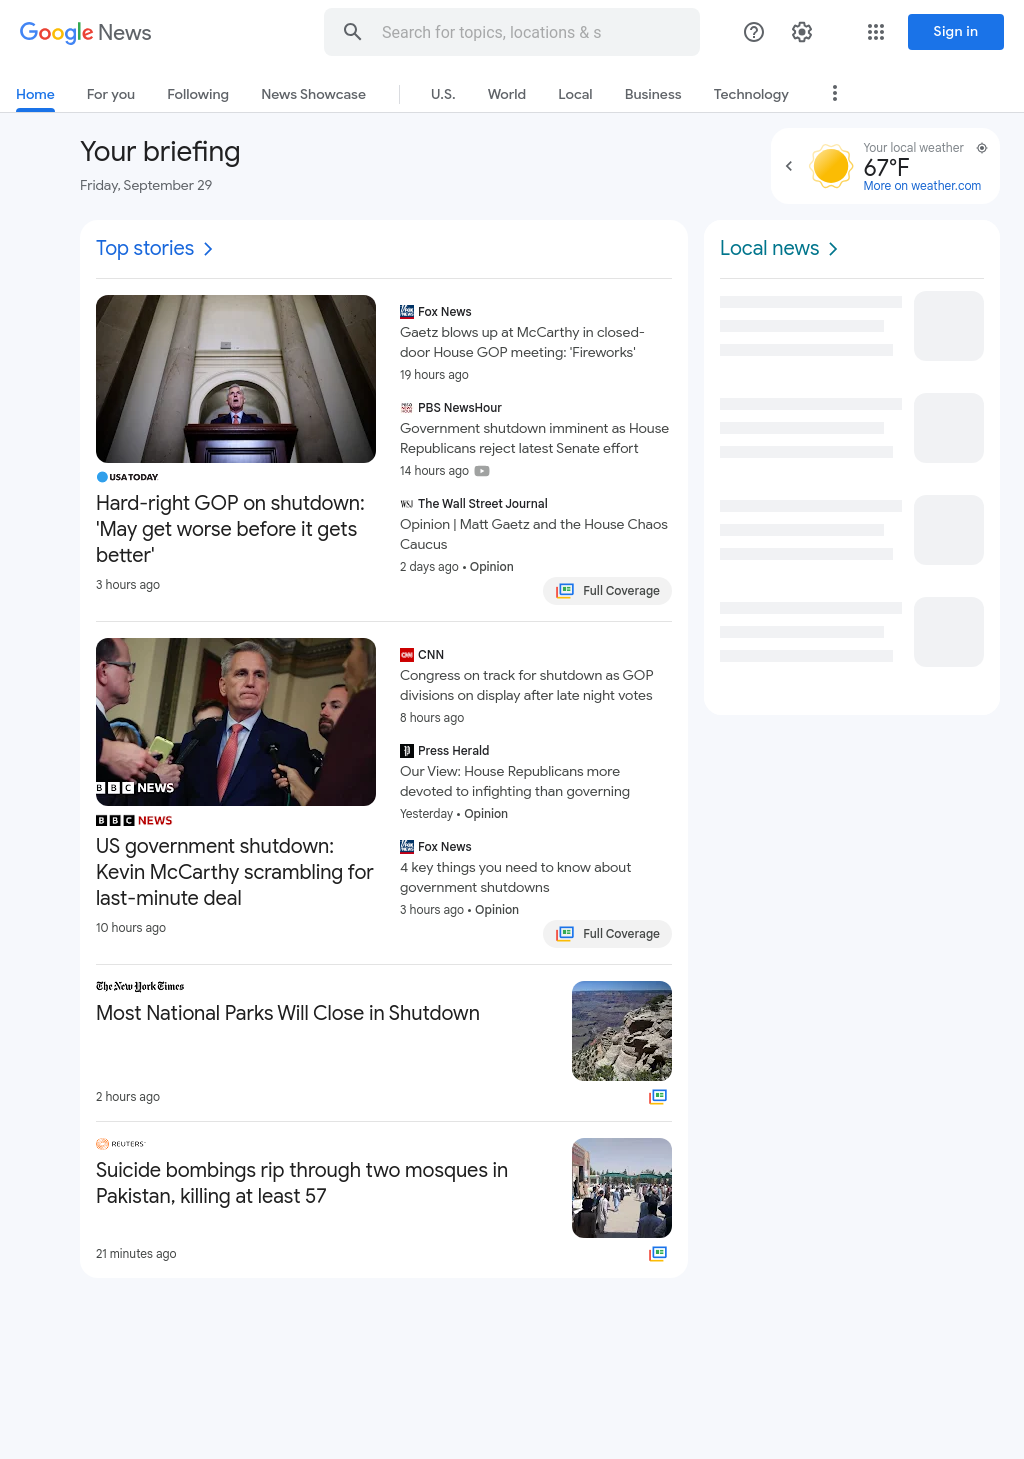 Google News
Search for topics, locations & s
Sign in
Home
For you
Following
News Showcase
U.S.
World
Local
Business
Technology
Your briefing
Friday, September 29
Your local weather
67°F
More on weather.com
Top stories
USA TODAY
Hard-right GOP on shutdown:
'May get worse before it gets
better'
3 hours ago
Fox News
Gaetz blows up at McCarthy in closed-
door House GOP meeting: 'Fireworks'
19 hours ago
PBS NewsHour
Government shutdown imminent as House
Republicans reject latest Senate effort
14 hours ago
WSJ The Wall Street Journal
Opinion | Matt Gaetz and the House Chaos
Caucus
2 days ago • Opinion
Full Coverage
BBC NEWS
BBC NEWS
US government shutdown:
Kevin McCarthy scrambling for
last-minute deal
10 hours ago
CNN CNN
Congress on track for shutdown as GOP
divisions on display after late night votes
8 hours ago
Press Herald
Our View: House Republicans more
devoted to infighting than governing
Yesterday • Opinion
Fox News
4 key things you need to know about
government shutdowns
3 hours ago • Opinion
Full Coverage
The New York Times
Most National Parks Will Close in Shutdown
2 hours ago
REUTERS
Suicide bombings rip through two mosques in
Pakistan, killing at least 57
21 minutes ago
Local news